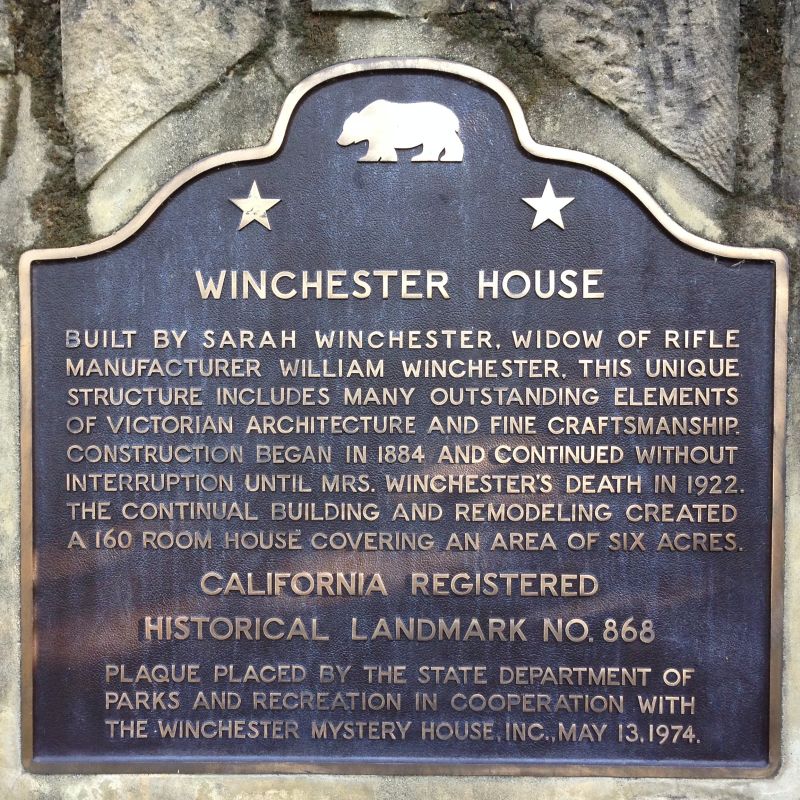 WINCHESTER HOUSE
BUILT BY SARAH WINCHESTER, WIDOW OF RIFLE
MANUFACTURER WILLIAM WINCHESTER, THIS UNIQUE
STRUCTURE INCLUDES MANY OUTSTANDING ELEMENTS
OF VICTORIAN ARCHITECTURE AND FINE CRAFTSMANSHIP.
CONSTRUCTION BEGAN IN 1884 AND CONTINUED WITHOUT
INTERRUPTION UNTIL MRS. WINCHESTER'S DEATH IN 1922.
THE CONTINUAL BUILDING AND REMODELING CREATED
A 160 ROOM HOUSE COVERING AN AREA OF SIX ACRES.
CALIFORNIA REGISTERED
HISTORICAL LANDMARK NO. 868
PLAQUE PLACED BY THE STATE DEPARTMENT OF
PARKS AND RECREATION IN COOPERATION WITH
THE WINCHESTER MYSTERY HOUSE, INC., MAY 13, 1974.